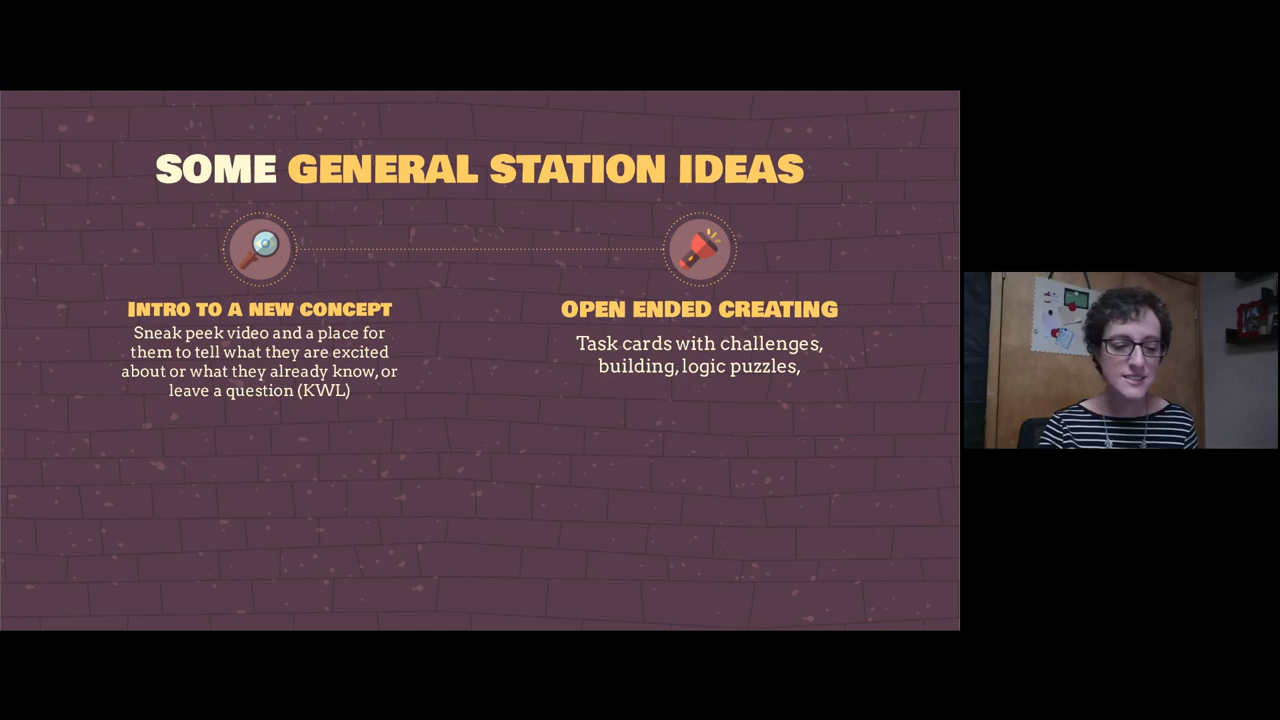 SOME GENERAL STATION IDEAS
INTRO TO A NEW CONCEPT
Sneak peek video and a place for
them to tell what they are excited
about or what they already know, or
leave a question (KWL)
OPEN ENDED CREATING
Task cards with challenges,
building, logic puzzles,